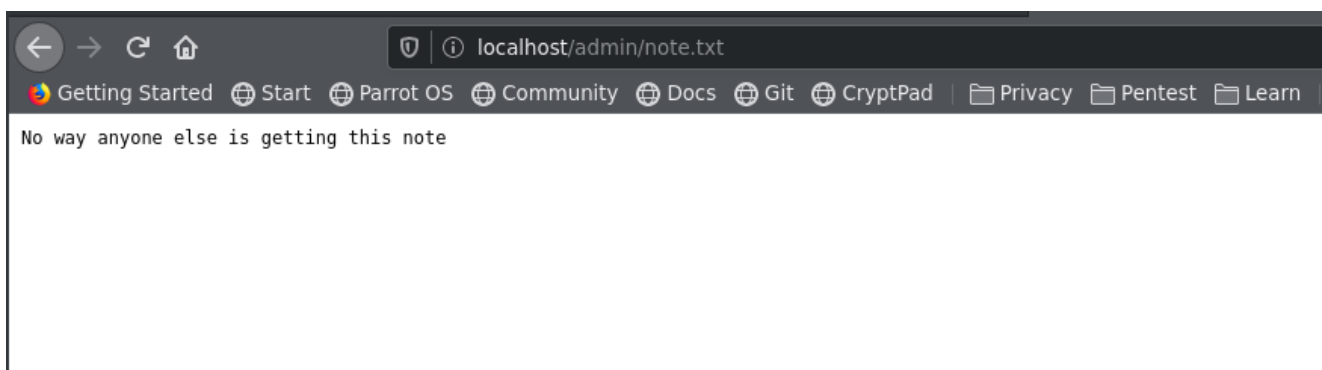 localhost/admin/note.txt
Getting Started Start Parrot OS Community Docs Git CryptPad Privacy Pentest Learn
No way anyone else is getting this note